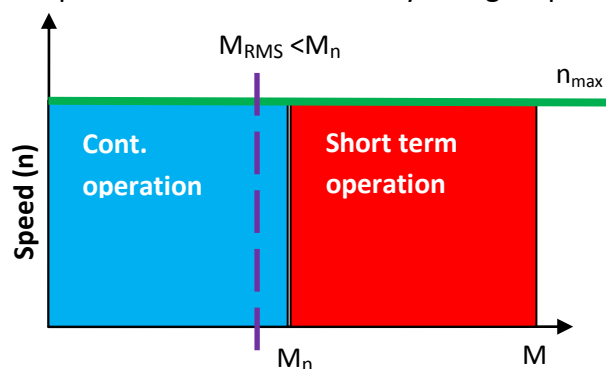 MRMS <Mn
nmax
Cont.
operation
Short term
operation
Speed (n)
Mn
M